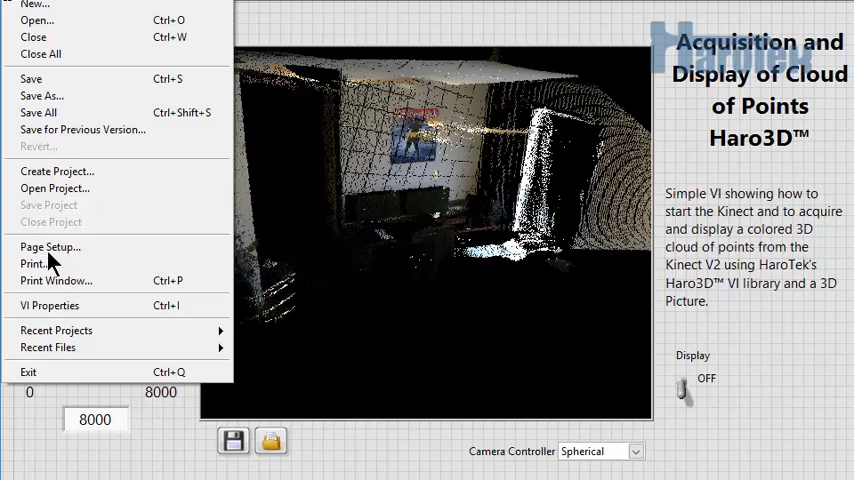 New...
Open... Ctrl+O
Close Ctrl+W
Close All
Save Ctrl+S
Save As...
Save All Ctrl+Shift+S
Save for Previous Version...
Revert...
Create Project...
Open Project...
Save Project
Close Project
Page Setup...
Print...
Print Window... Ctrl+P
VI Properties Ctrl+I
Recent Projects
Recent Files
Exit Ctrl+Q
0 8000
8000
HaroTek
Acquisition and
Display of Cloud
of Points
Haro3D™
Simple VI showing how to
start the Kinect and to acquire
and display a colored 3D
cloud of points from the
Kinect V2 using HaroTek's
Haro3D™ VI library and a 3D
Picture.
Display
OFF
Camera Controller Spherical